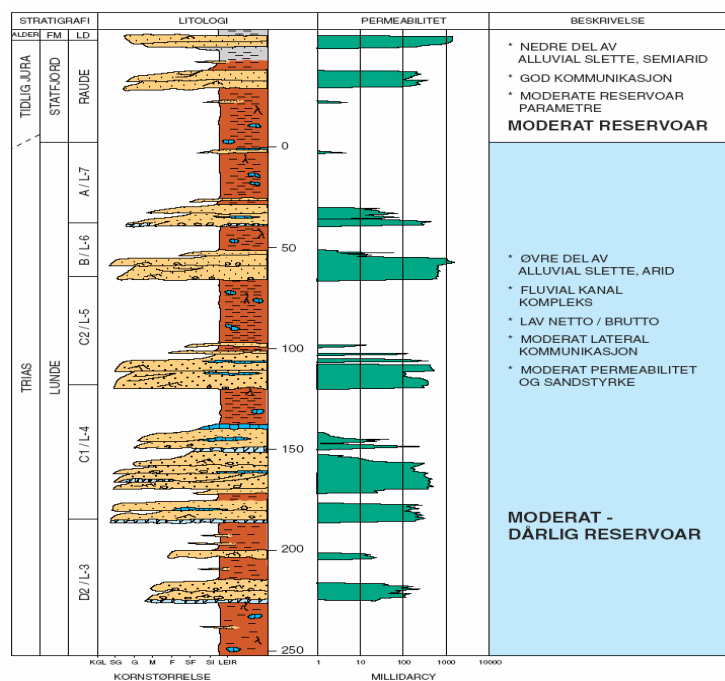 STRATIGRAFI
LITOLOGI
PERMEABILITET
BESKRIVELSE
ALDER
FM
LD
TIDLIG JURA
STATFJORD
RAUDE
* NEDRE DEL AV
ALLUVIAL SLETTE, SEMIARID
* GOD KOMMUNIKASJON
* MODERATE RESERVOAR
PARAMETRE
MODERAT RESERVOAR
TRIAS
LUNDE
A / L-7
B / L-6
C2 / L-5
C1 / L-4
D2 / L-3
0
50
100
150
200
250
* ØVRE DEL AV
ALLUVIAL SLETTE, ARID
* FLUVIAL KANAL
KOMPLEKS
* LAV NETTO / BRUTTO
* MODERAT LATERAL
KOMMUNIKASJON
* MODERAT PERMEABILITET
OG SANDSTYRKE
MODERAT -
DÅRLIG RESERVOAR
KGL SG G M F SF SI LEIR
1 10 100 1000 10000
KORNSTØRRELSE
MILLIDARCY